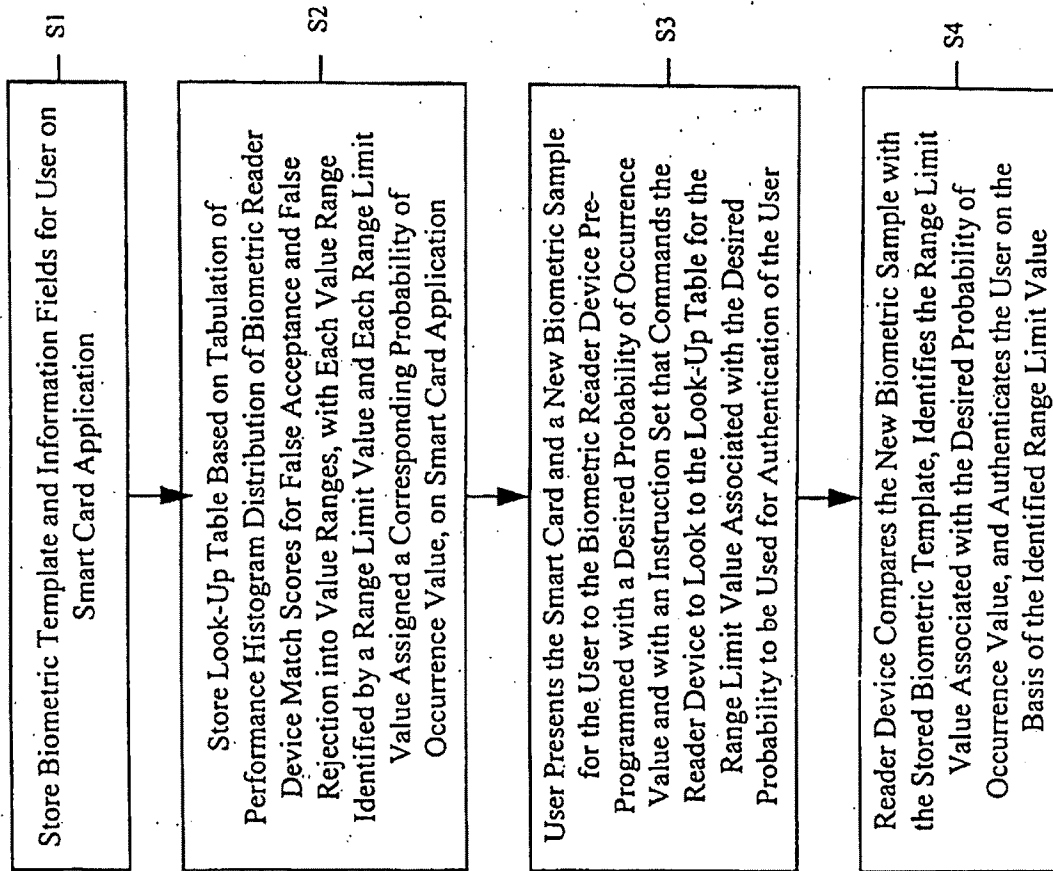 Store Biometric Template and Information Fields for User on
Smart Card Application
S1
Store Look-Up Table Based on Tabulation of
Performance Histogram Distribution of Biometric Reader
Device Match Scores for False Acceptance and False
Rejection into Value Ranges, with Each Value Range
Identified by a Range Limit Value and Each Range Limit
Value Assigned a Corresponding Probability of
Occurrence Value, on Smart Card Application
S2
User Presents the Smart Card and a New Biometric Sample
for the User to the Biometric Reader Device Pre-
Programmed with a Desired Probability of Occurrence
Value and with an Instruction Set that Commands the
Reader Device to Look to the Look-Up Table for the
Range Limit Value Associated with the Desired
Probability to be Used for Authentication of the User
S3
Reader Device Compares the New Biometric Sample with
the Stored Biometric Template, Identifies the Range Limit
Value Associated with the Desired Probability of
Occurrence Value, and Authenticates the User on the
Basis of the Identified Range Limit Value
S4